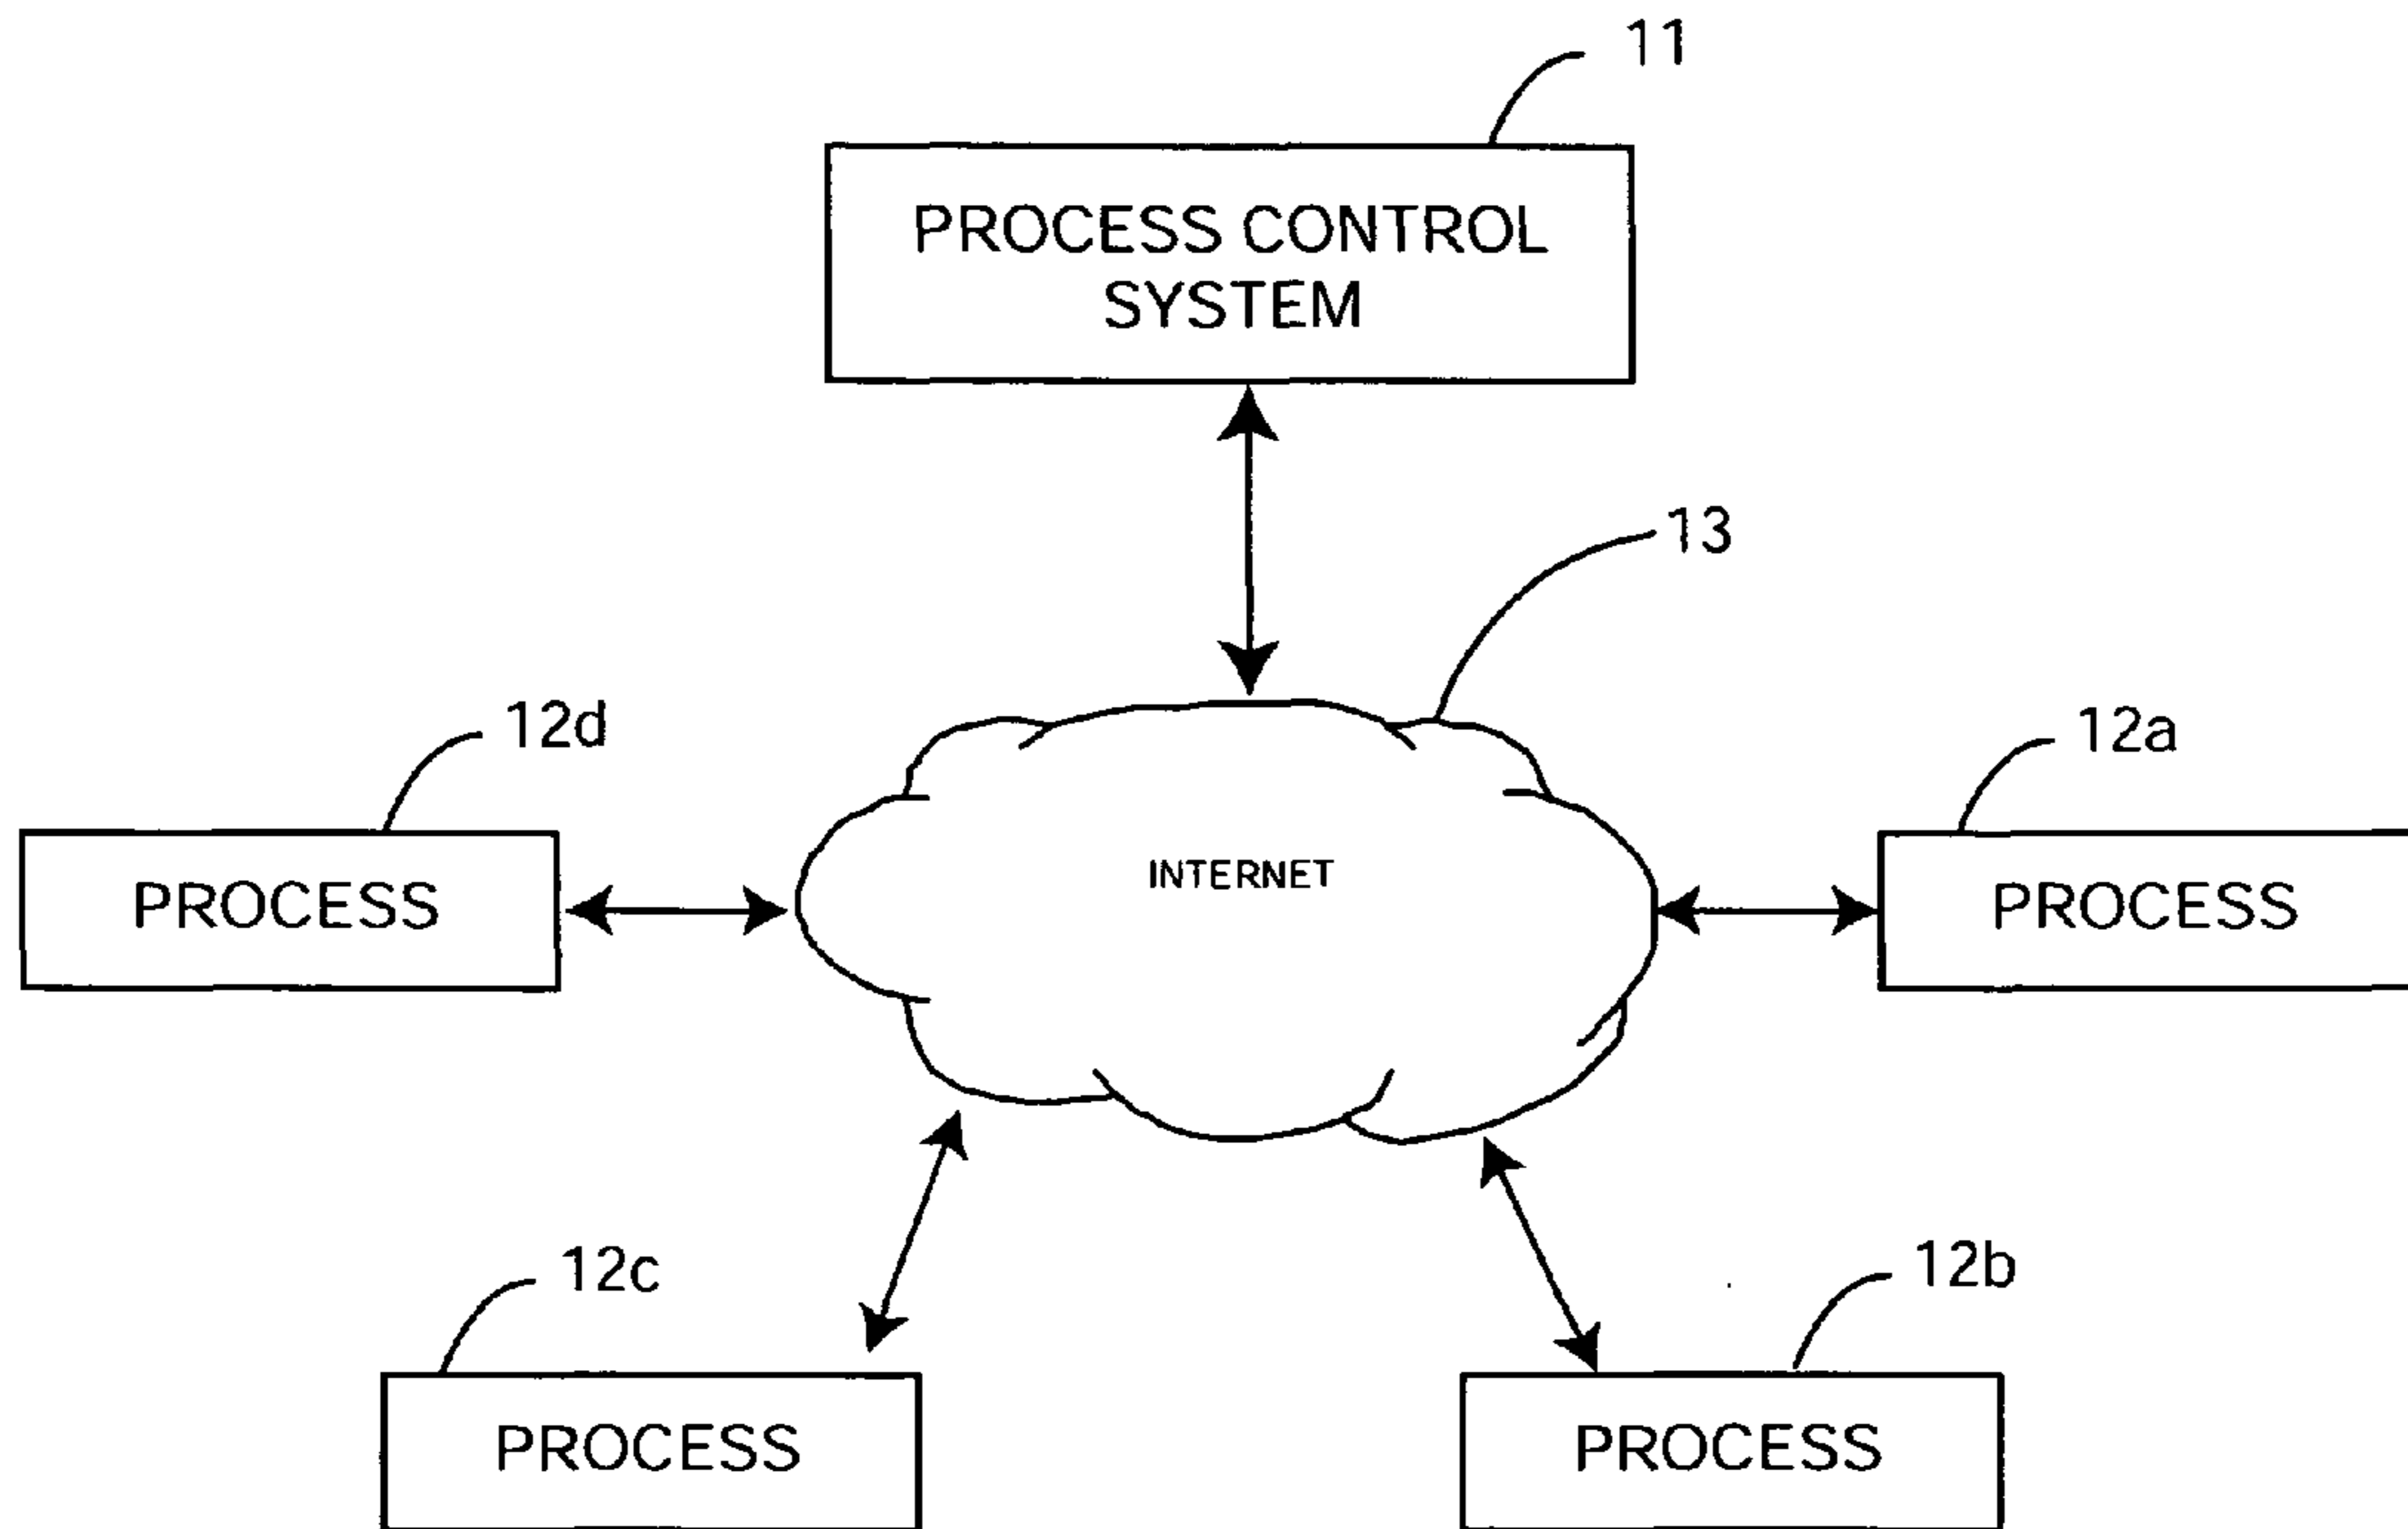 11
PROCESS CONTROL
SYSTEM
13
12d
12a
INTERNET
PROCESS
PROCESS
12c
12b
PROCESS
PROCESS